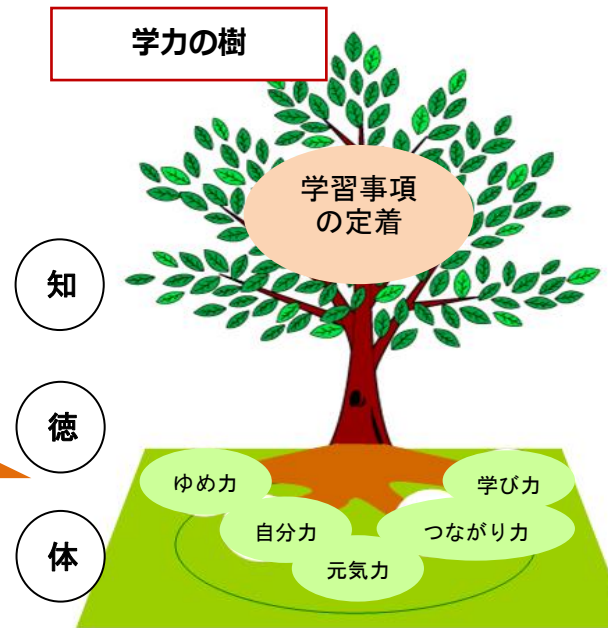 学力の樹
学習事項
の定着
知
徳
体
ゆめ力
学び力
自分力
つながり力
元気力